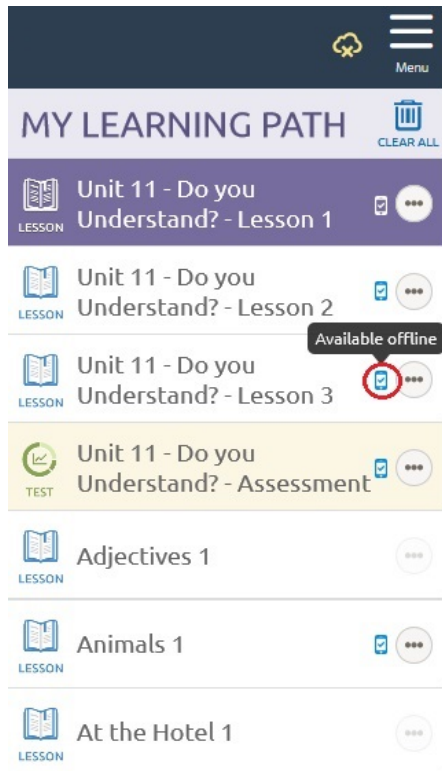 Menu
MY LEARNING PATH
CLEAR ALL
Unit 11 - Do you
Understand? - Lesson 1
LESSON
Unit 11 - Do you
Understand? - Lesson 2
LESSON
Available offline
Unit 11 - Do you
Understand? - Lesson 3
LESSON
Unit 11 - Do you
Understand? - Assessment
TEST
Adjectives 1
LESSON
Animals 1
LESSON
At the Hotel 1
LESSON